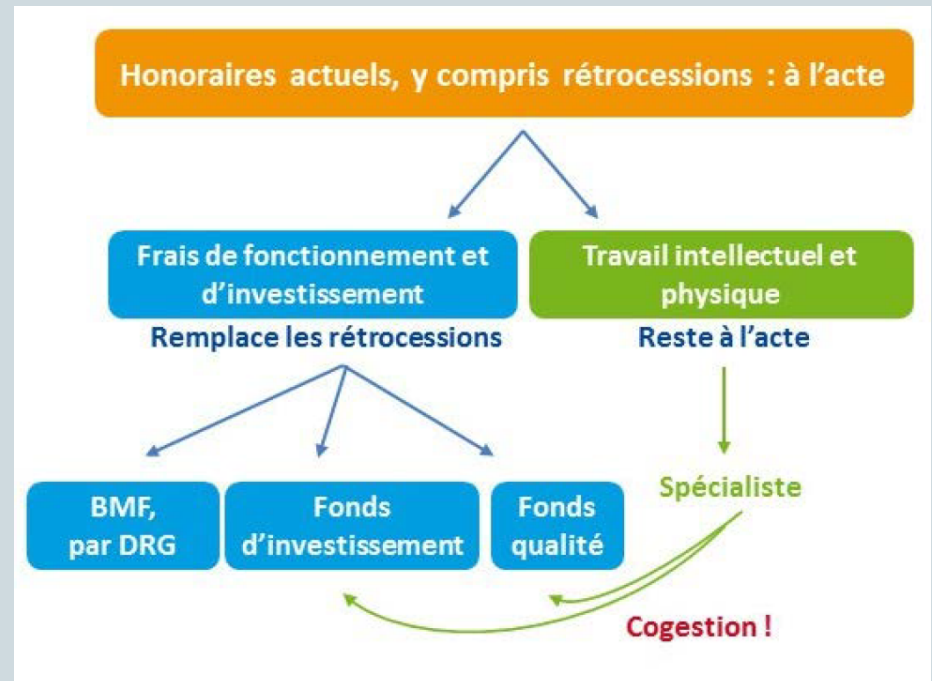 Honoraires actuels, y compris rétrocessions : à l'acte
Frais de fonctionnement et
d'investissement
Travail intellectuel et
physique
Remplace les rétrocessions
Reste à l'acte
BMF,
par DRG
Fonds
d'investissement
Fonds
qualité
Spécialiste
Cogestion !